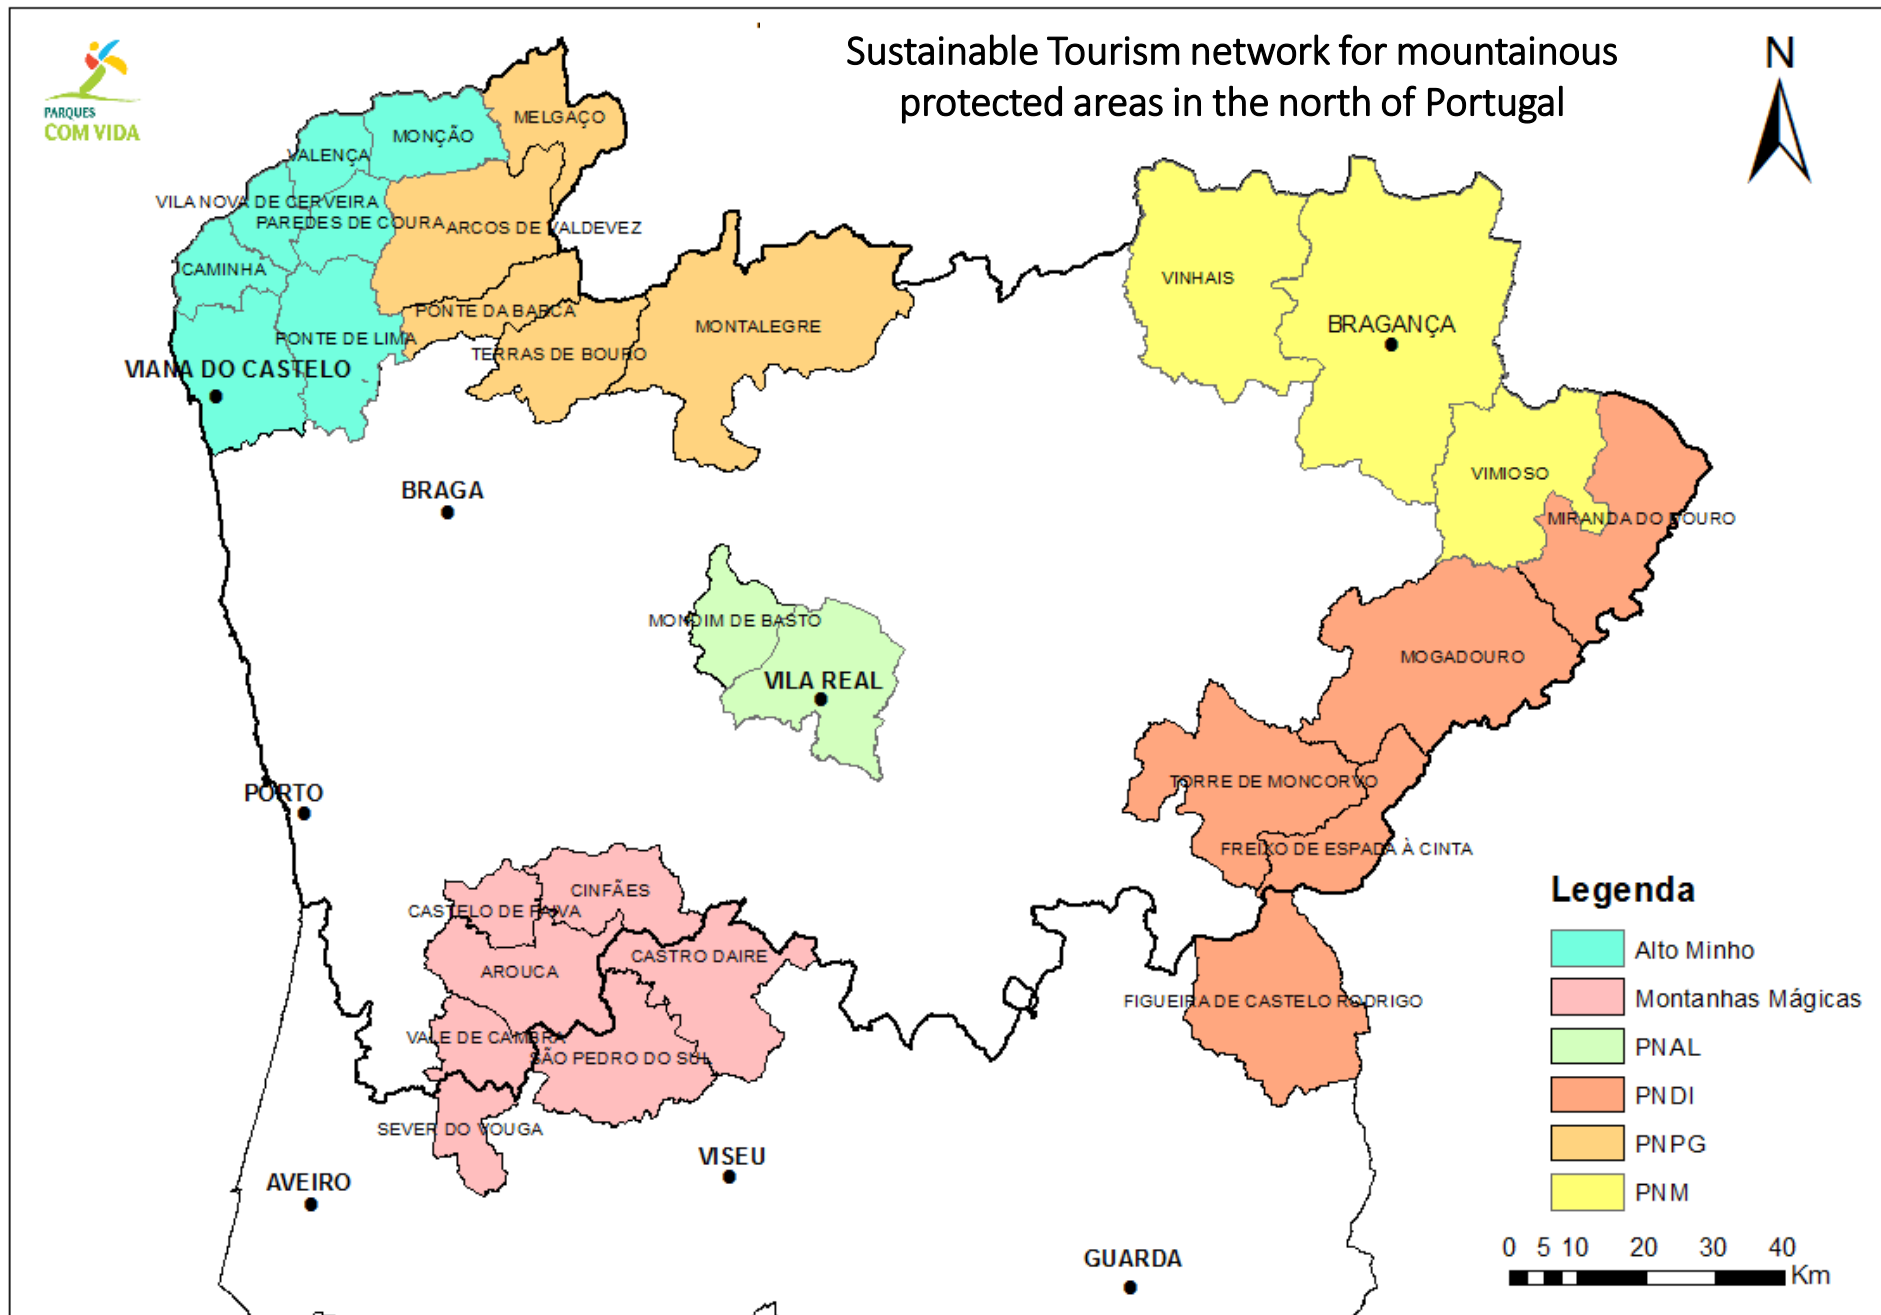 Sustainable Tourism network for mountainous
protected areas in the north of Portugal
N
PARQUES
COM VIDA
MELGAÇO
MONÇÃO
VALENÇA
VILA NOVA DE CERVEIRA
PAREDES DE COURA
ARCOS DE VALDEVEZ
CAMINHA
PONTE DA BARCA
PONTE DE LIMA
TERRAS DE BOURO
MONTALEGRE
VIANA DO CASTELO
VINHAIS
BRAGANÇA
VIMIOSO
MIRANDA DO DOURO
BRAGA
MONDIM DE BASTO
VILA REAL
MOGADOURO
TORRE DE MONCORVO
FREIXO DE ESPADA À CINTA
PORTO
CINFÃES
CASTELO DE PAIVA
CASTRO DAIRE
AROUCA
FIGUEIRA DE CASTELO RODRIGO
VALE DE CAMBRA
SÃO PEDRO DO SUL
SEVER DO VOUGA
VISEU
AVEIRO
GUARDA
Legenda
Alto Minho
Montanhas Mágicas
PNAL
PNDI
PNPG
PNM
0 5 10 20 30 40
Km